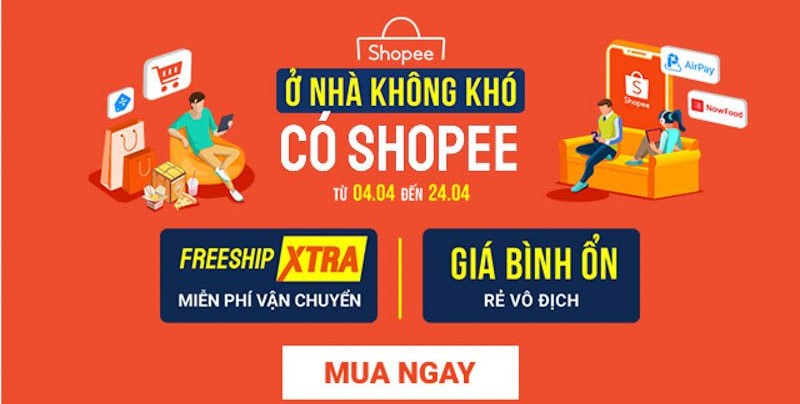 Shopee
Ở NHÀ KHÔNG KHÓ
CÓ SHOPEE
TỪ 04.04 ĐẾN 24.04
AirPay
Shopee
NowFood
FREESHIP XTRA
MIỄN PHÍ VẬN CHUYỂN
GIÁ BÌNH ỔN
RẺ VÔ ĐỊCH
MUA NGAY